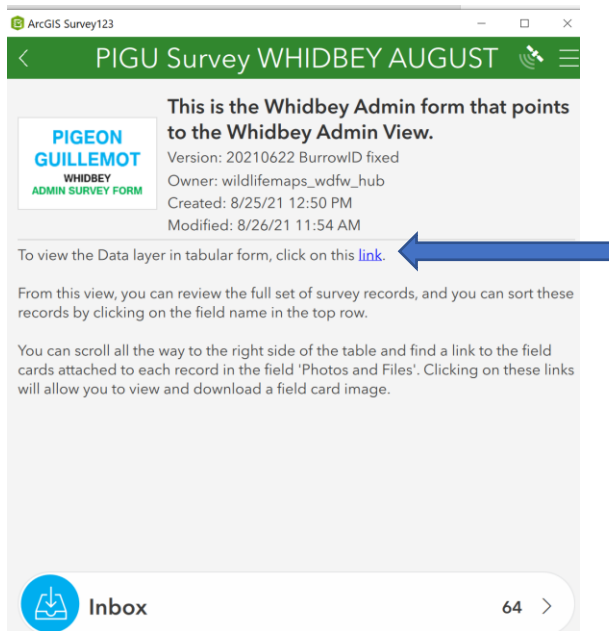 ArcGIS Survey123
PIGU Survey WHIDBEY AUGUST
PIGEON
GUILLEMOT
WHIDBEY
ADMIN SURVEY FORM
This is the Whidbey Admin form that points
to the Whidbey Admin View.
Version: 20210622 BurrowID fixed
Owner: wildlifemaps_wdfw_hub
Created: 8/25/21 12:50 PM
Modified: 8/26/21 11:54 AM
To view the Data layer in tabular form, click on this link.
From this view, you can review the full set of survey records, and you can sort these
records by clicking on the field name in the top row.
You can scroll all the way to the right side of the table and find a link to the field
cards attached to each record in the field 'Photos and Files'. Clicking on these links
will allow you to view and download a field card image.
Inbox 64